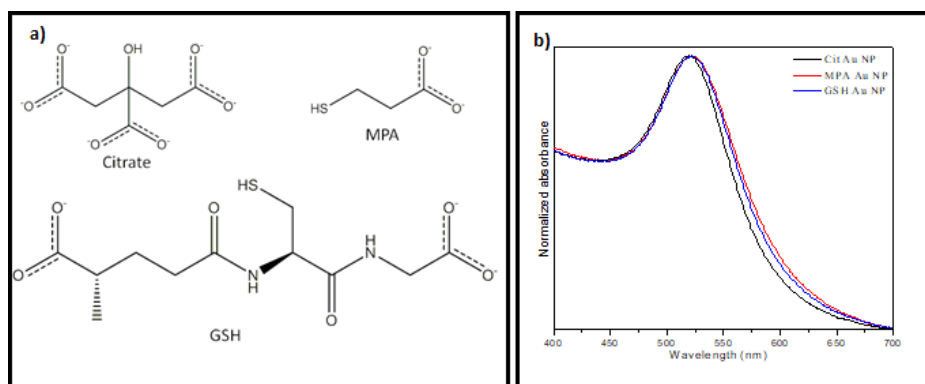 a)
O-
OH
O-
-O
O
O-
-O
O-
Citrate
O-
HS
O-
MPA
HS
O-
O
O
N
H
H
N
O
O-
O-
O
GSH
b)
Cit Au NP
MPA Au NP
GSH Au NP
Normalized absorbance
400 450 500 550 600 650 700
Wavelength (nm)